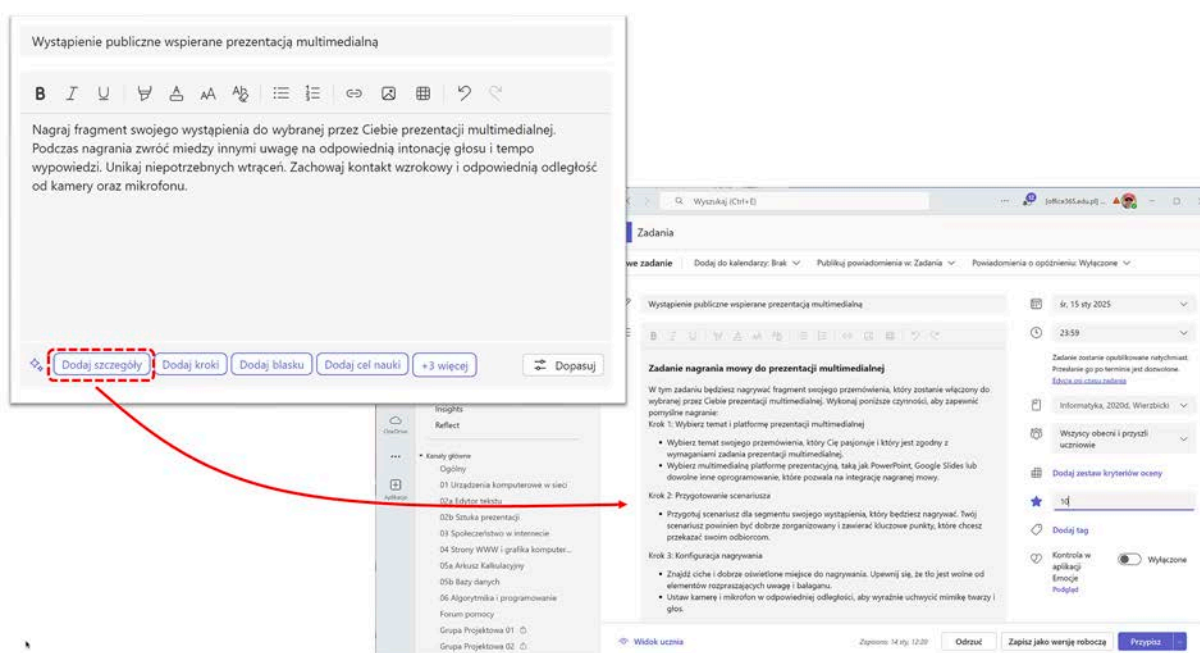 Wystąpienie publiczne wspierane prezentacją multimedialną
B I U
Nagraj fragment swojego wystąpienia do wybranej przez Ciebie prezentacji multimedialnej.
Podczas nagrania zwróć miedzy innymi uwagę na odpowiednią intonację głosu i tempo
wypowiedzi. Unikaj niepotrzebnych wtrąceń. Zachowaj kontakt wzrokowy i odpowiednią odległość
od kamery oraz mikrofonu.
Dodaj szczegóły Dodaj kroki Dodaj blasku Dodaj cel nauki +3 więcej Dopasuj
Wyszukaj (Ctrl+E)
Zadania
we zadanie Dodaj do kalendarzy: Brak Publikuj powiadomienia w: Zadania Powiadomienia o opóźnieniu: Wyłączone
Wystąpienie publiczne wspierane prezentacją multimedialną
B I U
Zadanie nagrania mowy do prezentacji multimedialnej
W tym zadaniu będziesz nagrywać fragment swojego przemówienia, który zostanie włączony do
wybranej przez Ciebie prezentacji multimedialnej. Wykonaj poniższe czynności, aby zapewnić
pomyślne nagranie:
Krok 1: Wybierz temat i platformę prezentacji multimedialnej
• Wybierz temat swojego przemówienia, który Cię pasjonuje i który jest zgodny z
wymaganiami zadania prezentacji multimedialnej.
• Wybierz multimedialną platformę prezentacyjną, taką jak PowerPoint, Google Slides lub
dowolne inne oprogramowanie, które pozwala na integrację nagranej mowy.
Krok 2: Przygotowanie scenariusza
• Przygotuj scenariusz dla segmentu swojego wystąpienia, który będziesz nagrywać. Twój
scenariusz powinien być dobrze zorganizowany i zawierać kluczowe punkty, które chcesz
przekazać swoim odbiorcom.
Krok 3: Konfiguracja nagrywania
• Znajdź ciche i dobrze oświetlone miejsce do nagrywania. Upewnij się, że tło jest wolne od
elementów rozpraszających uwagę i bałaganu.
• Ustaw kamerę i mikrofon w odpowiedniej odległości, aby wyraźnie uchwycić mimikę twarzy i
głos.
śr, 15 sty 2025
23:59
Zadanie zostanie opublikowane natychmiast.
Przesłanie go po terminie jest dozwolone.
Edycja osi czasu zadania
Informatyka, 2020d, Wierzbicki
Wszyscy obecni i przyszli
uczniowie
Dodaj zestaw kryteriów oceny
10
Dodaj tag
Kontrola w
aplikacji
Emocje
Wyłączone
Podgląd
Widok ucznia Zapisano: 14 sty, 12:20 Odrzuć Zapisz jako wersję roboczą Przypisz
OneDrive
Aplikacje
Insights
Reflect
Kanały główne
Ogólny
01 Urządzenia komputerowe w sieci
02a Edytor tekstu
02b Sztuka prezentacji
03 Społeczeństwo w internecie
04 Strony WWW i grafika komputer...
05a Arkusz Kalkulacyjny
05b Bazy danych
06 Algorytmika i programowanie
Forum pomocy
Grupa Projektowa 01
Grupa Projektowa 02